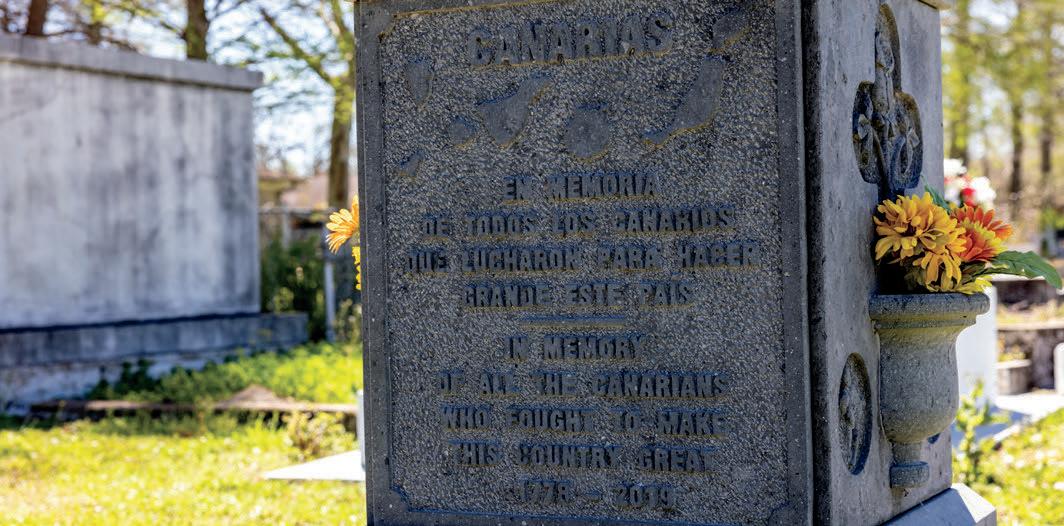 CANARIAS
EN MEMORIA
DE TODOS LOS CANARIOS
QUE LUCHARON PARA HACER
GRANDE ESTE PAIS
IN MEMORY
OF ALL THE CANARIANS
WHO FOUGHT TO MAKE
THIS COUNTRY GREAT
1778 - 2019